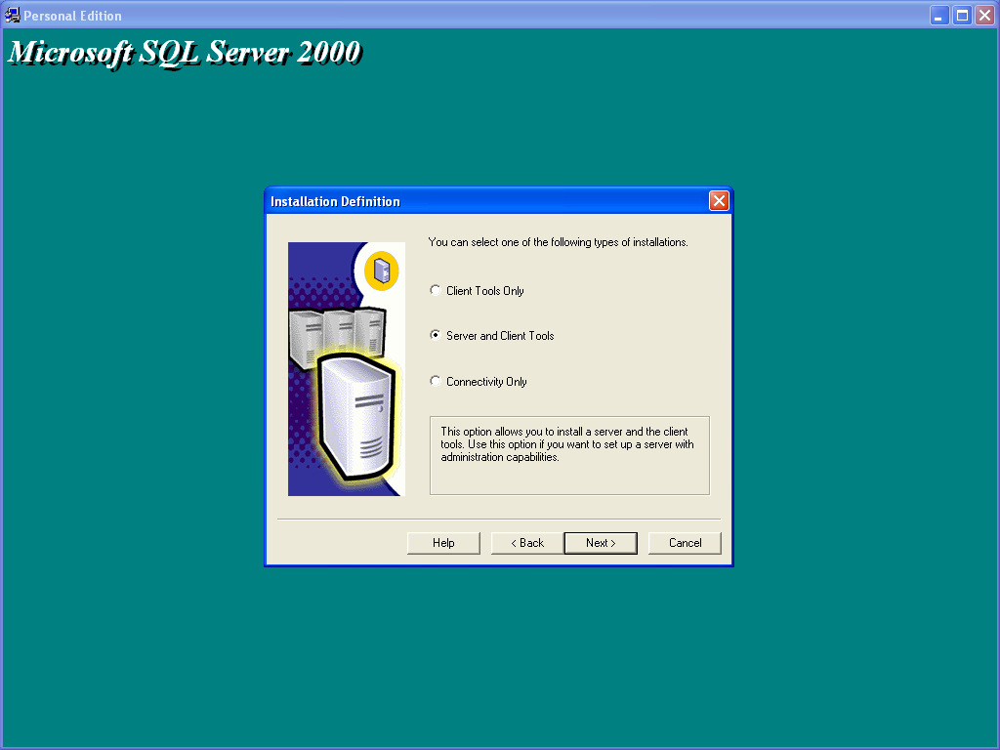 Personal Edition
Microsoft SQL Server 2000
Installation Definition
You can select one of the following types of installations.
Client Tools Only
Server and Client Tools
Connectivity Only
This option allows you to install a server and the client
tools. Use this option if you want to set up a server with
administration capabilities.
Help
< Back
Next >
Cancel